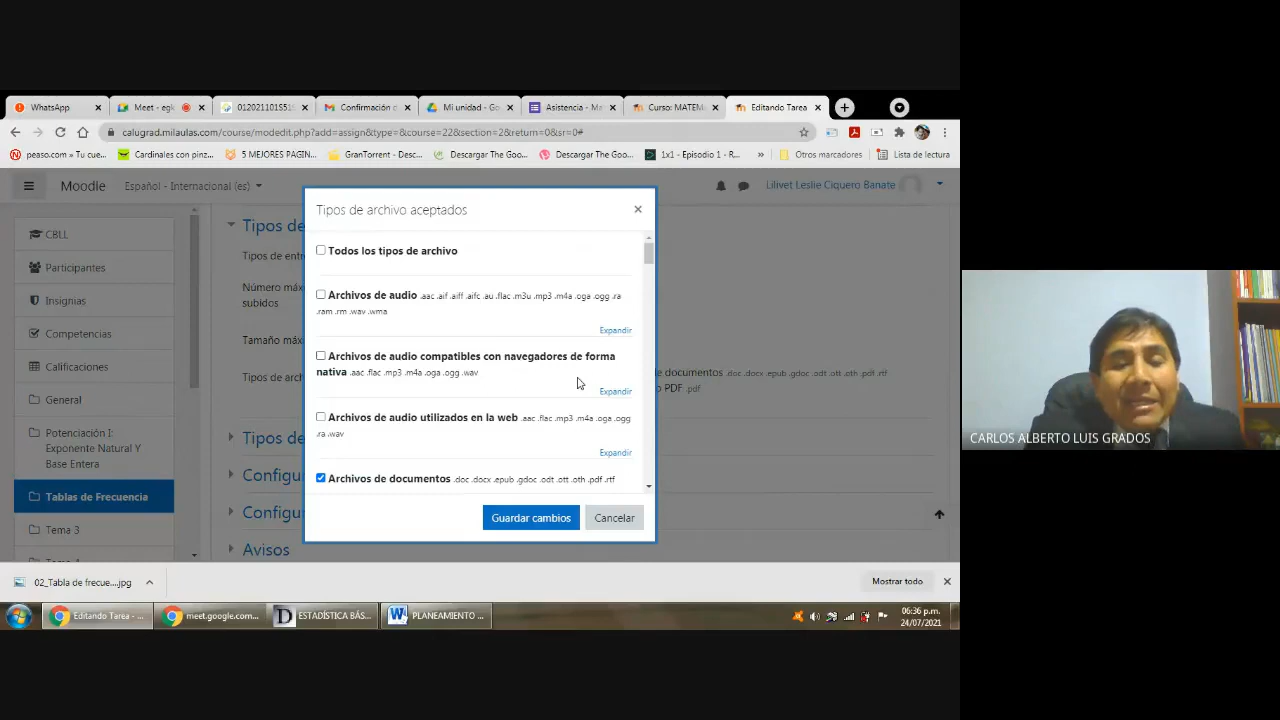 WhatsApp
Meet - egk
012021101S51
Confirmación d
Mi unidad - Go
Asistencia - Ma
Curso: MATEM
Editando Tarea
calugrad.milaulas.com/course/modedit.php?add=assign&type=&course=22&section=2&return=0&sr=0#
peaso.com » Tu cue...
Cardinales con pinz...
5 MEJORES PAGIN...
GranTorrent - Desc...
Descargar The Goo...
Descargar The Goo...
1x1 - Episodio 1 - R...
»
Otros marcadores
Lista de lectura
Moodle
Español - Internacional (es)
Lilivet Leslie Ciquero Banate
CBLL
Participantes
Insignias
Competencias
Calificaciones
General
Potenciación I:
Exponente Natural Y
Base Entera
Tablas de Frecuencia
Tema 3
Tipos de
Tipos de entr
Número máx
subidos
Tamaño máx
Tipos de arch
Tipos de
Configu
Configu
Avisos
Tipos de archivo aceptados
×
Todos los tipos de archivo
Archivos de audio .aac .aif .aiff .aifc .au .flac .m3u .mp3 .m4a .oga .ogg .ra
.ram .rm .wav .wma
Expandir
Archivos de audio compatibles con navegadores de forma
nativa .aac .flac .mp3 .m4a .oga .ogg .wav
Expandir
Archivos de audio utilizados en la web .aac .flac .mp3 .m4a .oga .ogg
.ra .wav
Expandir
Archivos de documentos .doc .docx .epub .gdoc .odt .ott .oth .pdf .rtf
Guardar cambios
Cancelar
de documentos .doc .docx .epub .gdoc .odt .ott .oth .pdf .rtf
o PDF .pdf
CARLOS ALBERTO LUIS GRADOS
02_Tabla de frecue....jpg
Mostrar todo
Editando Tarea - ...
meet.google.com...
ESTADÍSTICA BÁS...
PLANEAMIENTO ...
06:36 p.m.
24/07/2021